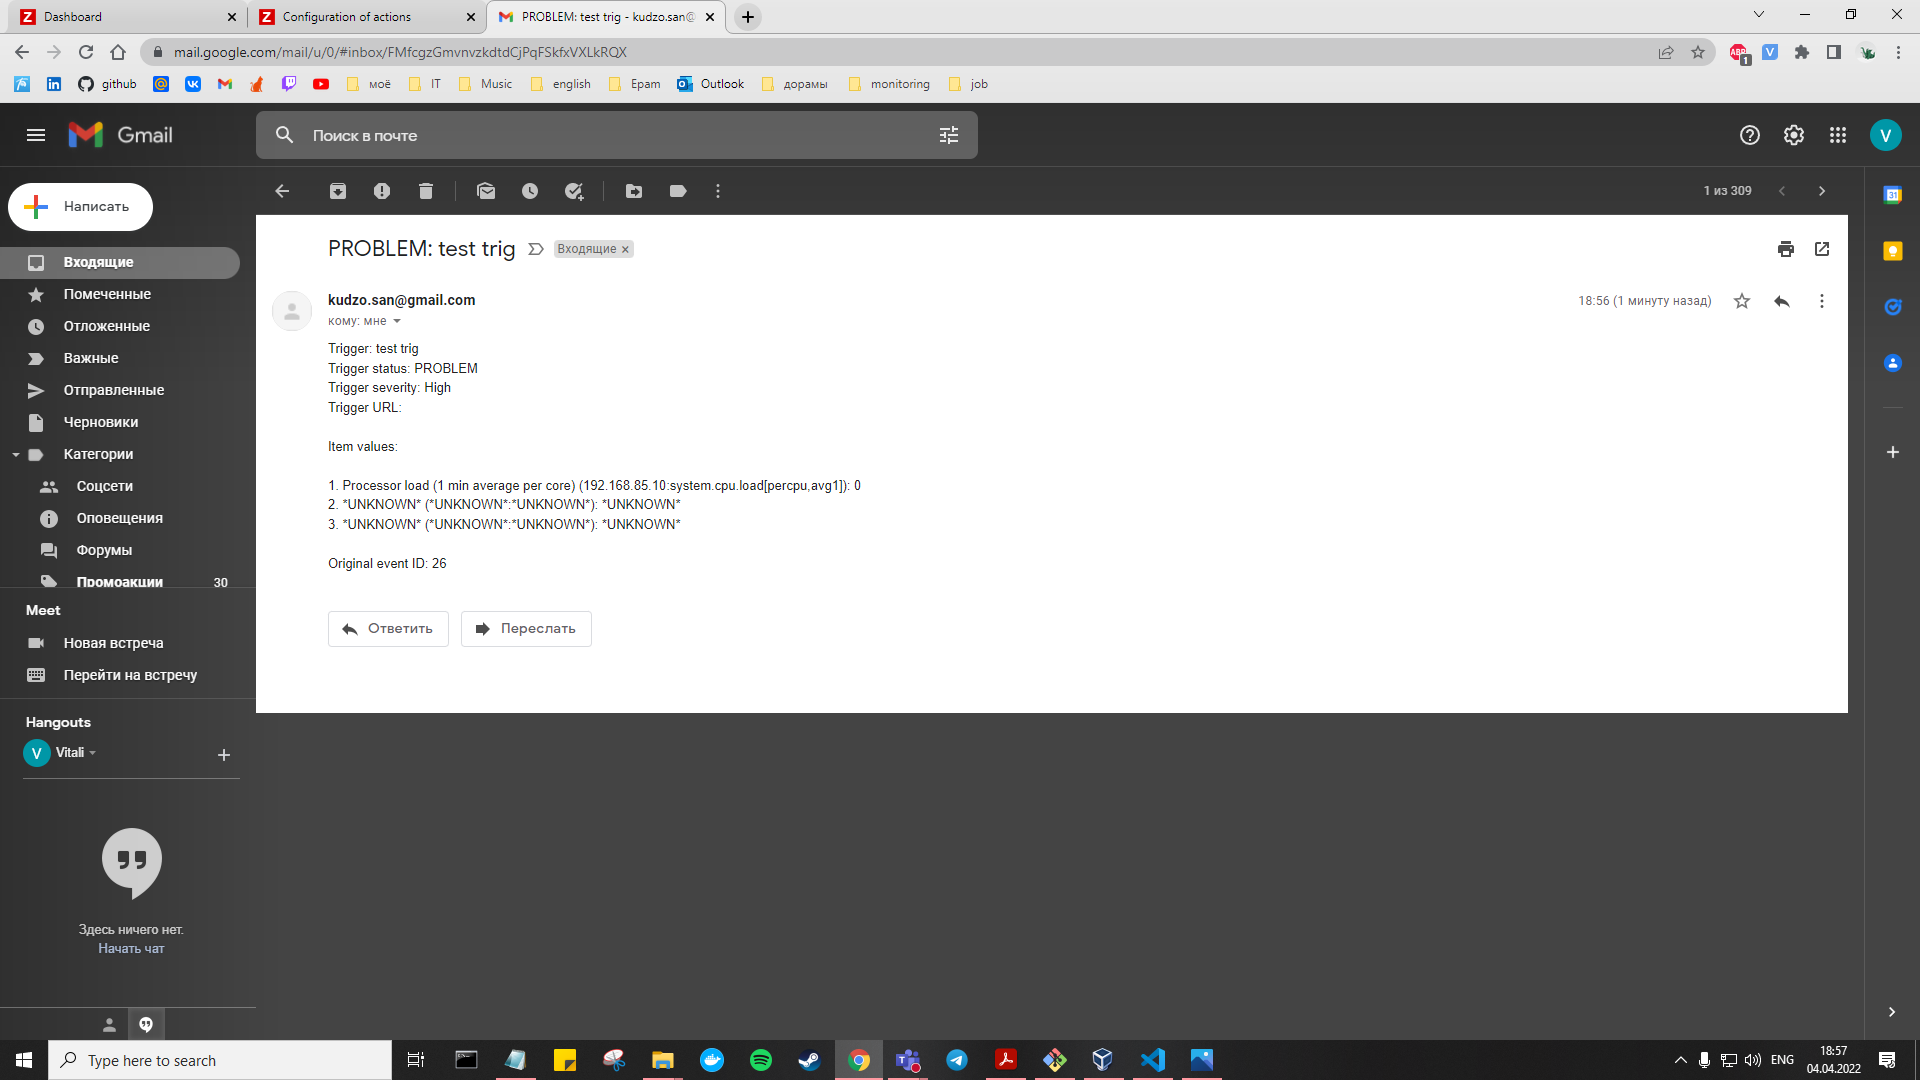 Dashboard
Configuration of actions
PROBLEM: test trig - kudzo.san@
mail.google.com/mail/u/0/#inbox/FMfcgzGmvnvzkdtdCjPqFSkfxVXLkRQX
ABP
1
V
github
моё
IT
Music
english
Epam
Outlook
дорамы
monitoring
job
Gmail
Поиск в почте
V
Написать
1 из 309
31
Входящие
Помеченные
Отложенные
Важные
Отправленные
Черновики
Категории
Соцсети
Оповещения
Форумы
Промоакции 30
Meet
Новая встреча
Перейти на встречу
Hangouts
V Vitali
Здесь ничего нет.
Начать чат
PROBLEM: test trig
Входящие
kudzo.san@gmail.com
18:56 (1 минуту назад)
кому: мне
Trigger: test trig
Trigger status: PROBLEM
Trigger severity: High
Trigger URL:
Item values:
1. Processor load (1 min average per core) (192.168.85.10:system.cpu.load[percpu,avg1]): 0
2. *UNKNOWN* (*UNKNOWN*:*UNKNOWN*): *UNKNOWN*
3. *UNKNOWN* (*UNKNOWN*:*UNKNOWN*): *UNKNOWN*
Original event ID: 26
Ответить
Переслать
Type here to search
ENG
18:57
04.04.2022